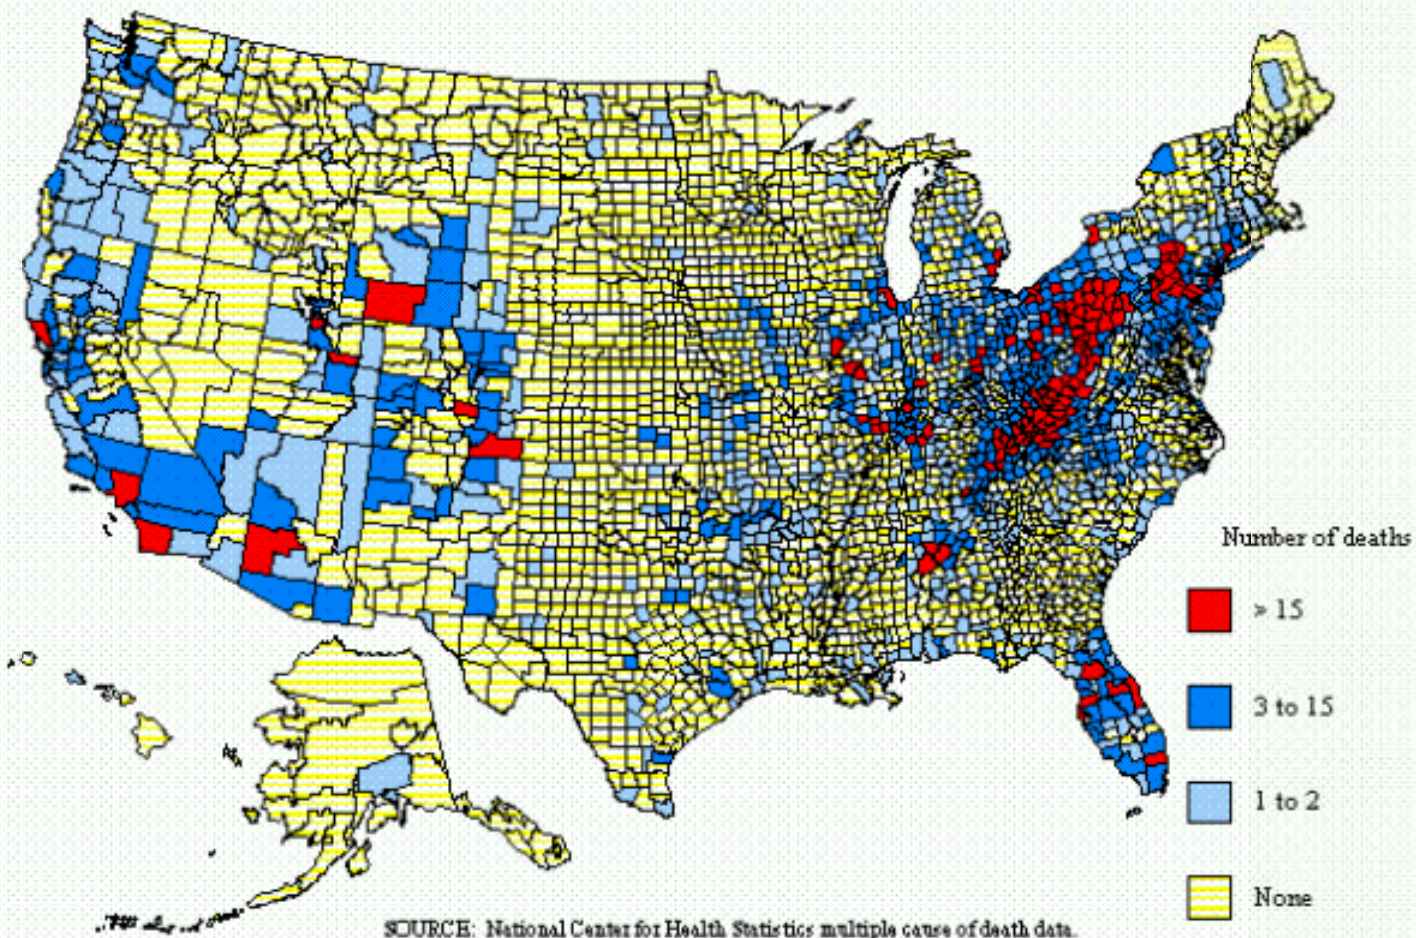 Number of deaths
> 15
3 to 15
1 to 2
None
SOURCE: National Center for Health Statistics multiple cause of death data.